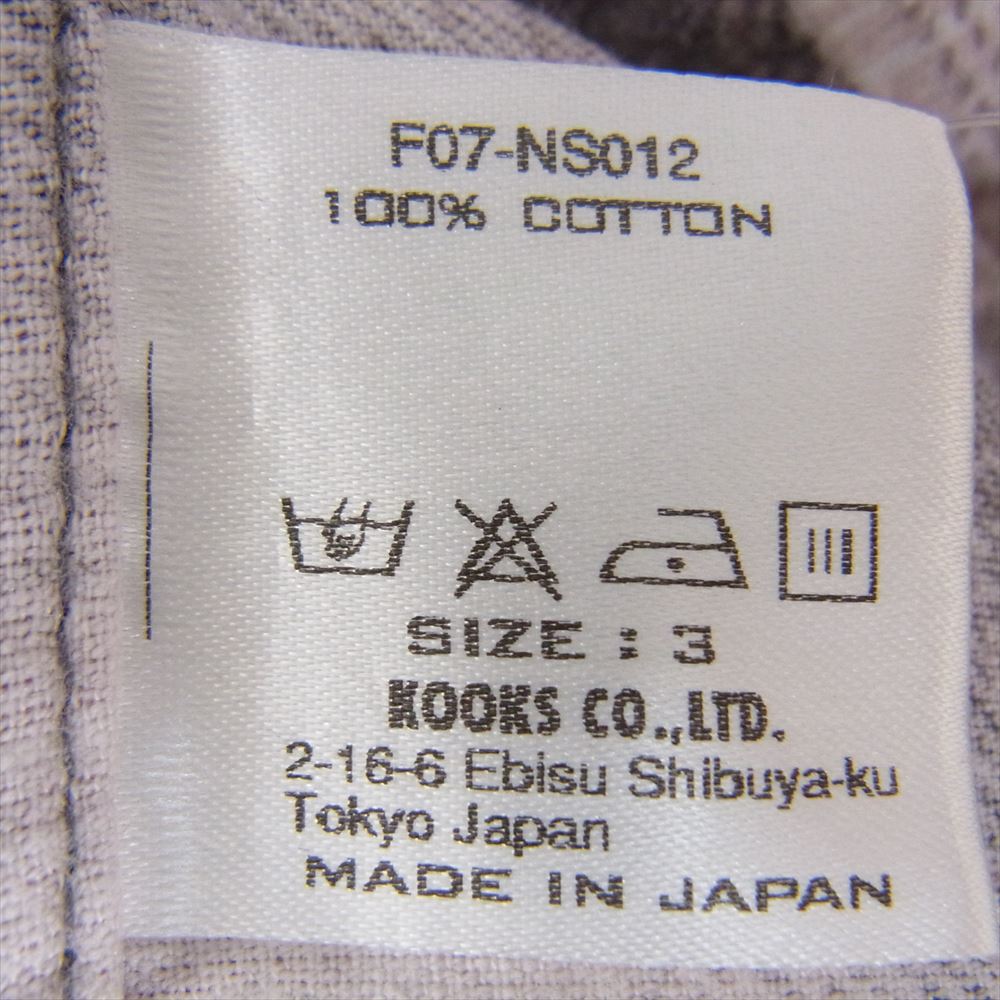 F07-NS012
100% COTTON
SIZE : 3
KOOKS CO.,LTD.
2-16-6 Ebisu Shibuya-ku
Tokyo Japan
MADE IN JAPAN